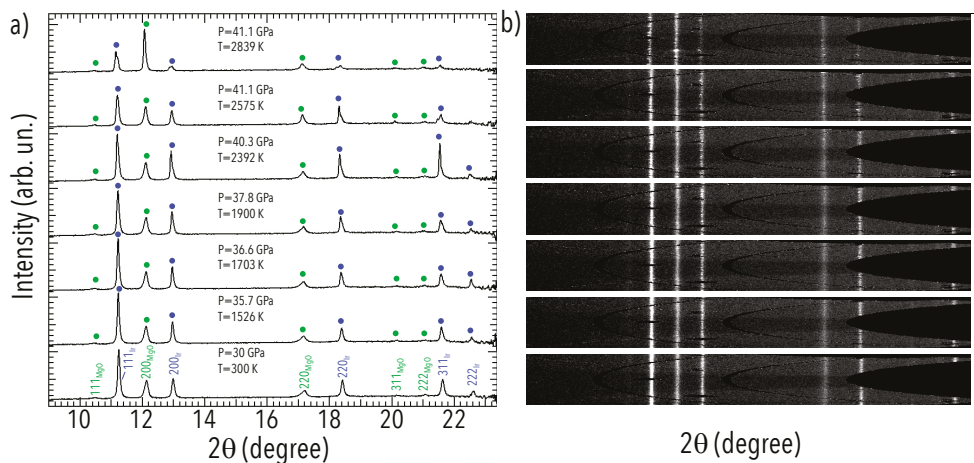 a)
b)
P=41.1 GPa
T=2839 K
P=41.1 GPa
T=2575 K
P=40.3 GPa
T=2392 K
P=37.8 GPa
T=1900 K
P=36.6 GPa
T=1703 K
P=35.7 GPa
T=1526 K
P=30 GPa
T=300 K
111MgO
111Ir
200MgO
200Ir
220MgO
220Ir
311MgO
222MgO
311Ir
222Ir
Intensity (arb. un.)
10 12 14 16 18 20 22
2θ (degree)
2θ (degree)